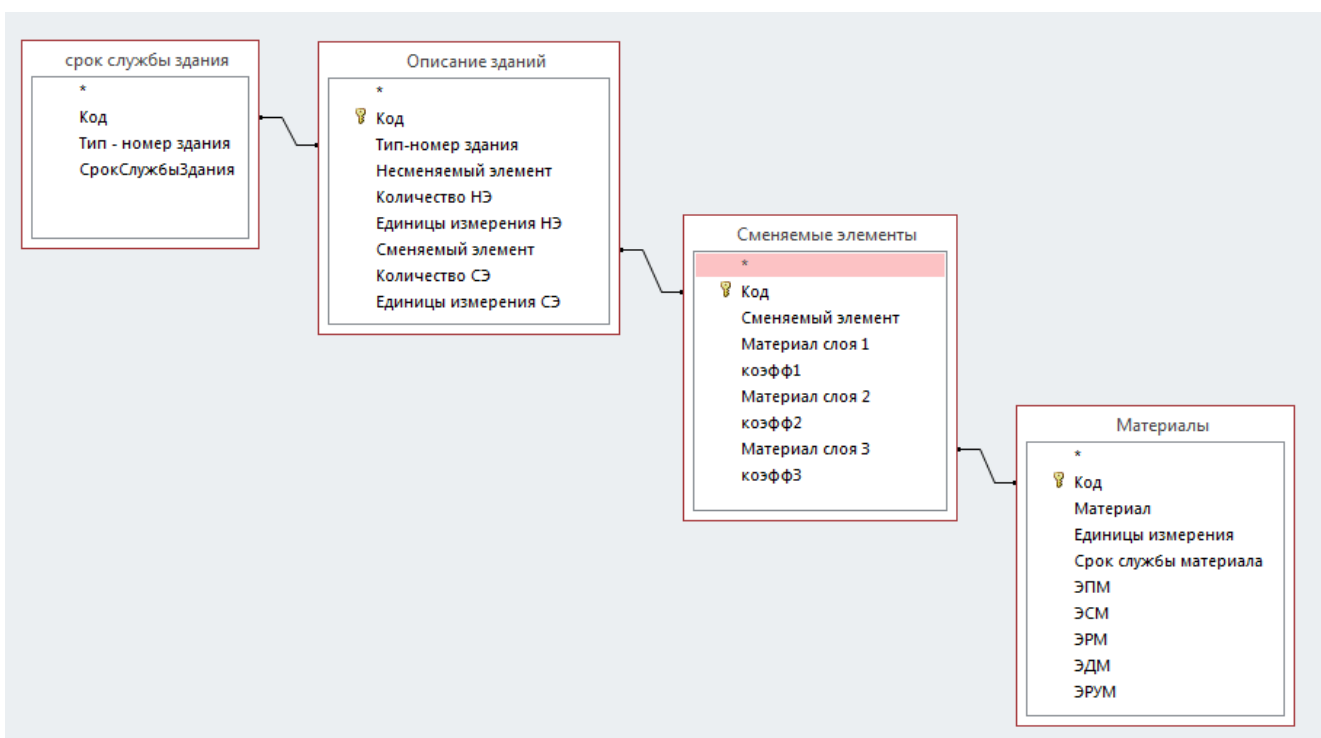 срок службы здания
*
Код
Тип - номер здания
СрокСлужбыЗдания
Описание зданий
*
Код
Тип-номер здания
Несменяемый элемент
Количество НЭ
Единицы измерения НЭ
Сменяемый элемент
Количество СЭ
Единицы измерения СЭ
Сменяемые элементы
*
Код
Сменяемый элемент
Материал слоя 1
коэфф1
Материал слоя 2
коэфф2
Материал слоя 3
коэфф3
Материалы
*
Код
Материал
Единицы измерения
Срок службы материала
ЭПМ
ЭСМ
ЭРМ
ЭДМ
ЭРУМ